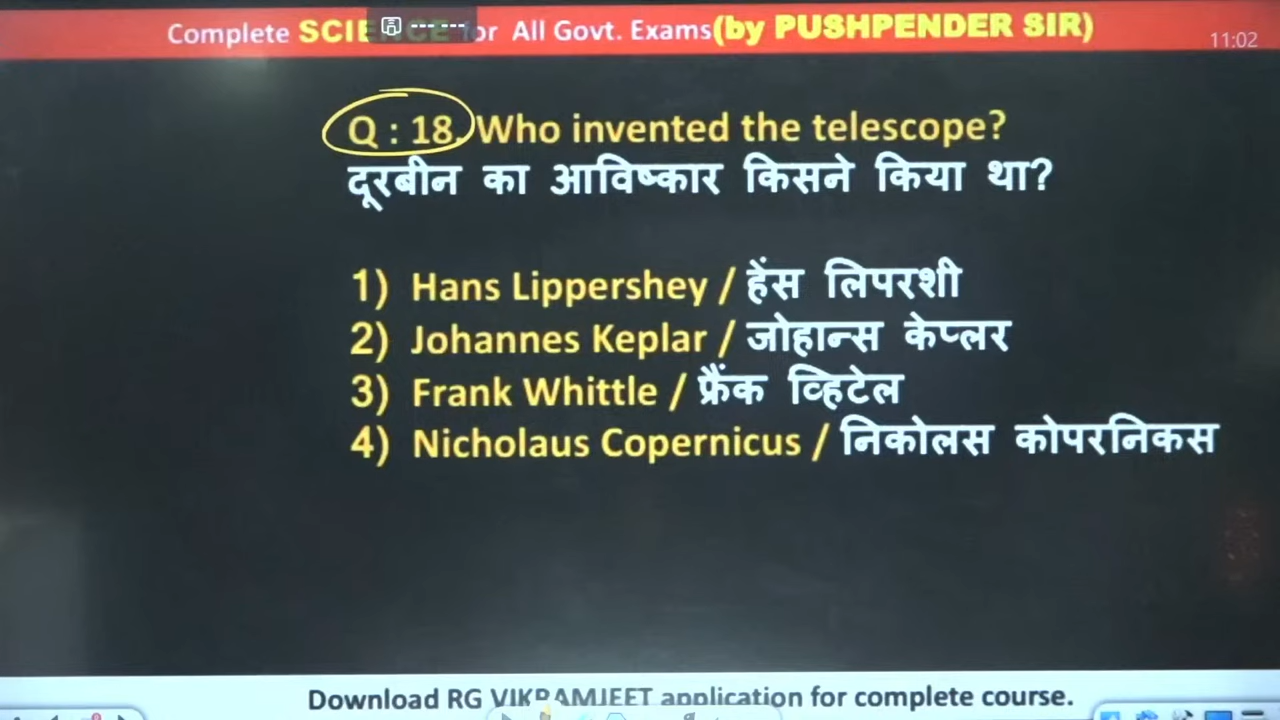 Complete SCIENCE for All Govt. Exams(by PUSHPENDER SIR)
11:02
Q : 18. Who invented the telescope?
दूरबीन का आविष्कार किसने किया था?
1) Hans Lippershey / हेंस लिपरशी
2) Johannes Keplar / जोहान्स केप्लर
3) Frank Whittle / फ्रैंक व्हिटेल
4) Nicholaus Copernicus / निकोलस कोपरनिकस
Download RG VIKRAMJEET application for complete course.